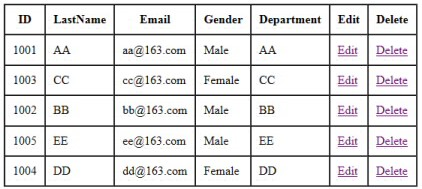 ID LastName Email Gender Department Edit Delete
1001 AA aa@163.com Male AA Edit Delete
1003 CC cc@163.com Female CC Edit Delete
1002 BB bb@163.com Male BB Edit Delete
1005 EE ee@163.com Male EE Edit Delete
1004 DD dd@163.com Female DD Edit Delete